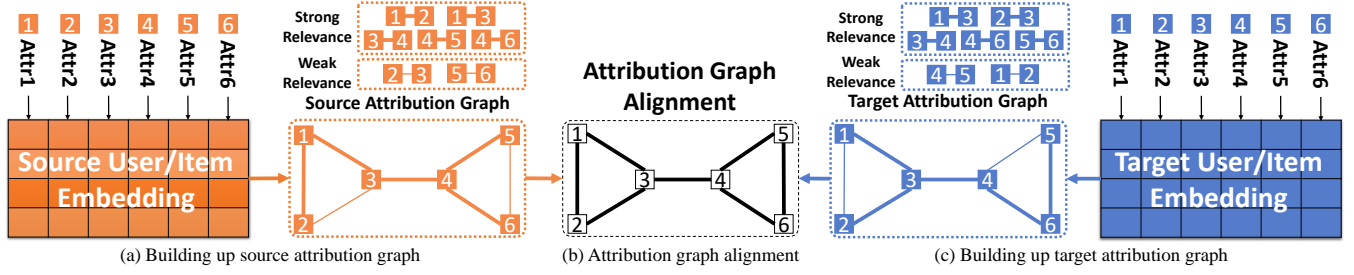 1 2 3 4 5 6
Attr1 Attr2 Attr3 Attr4 Attr5 Attr6
Source User/Item
Embedding
Strong
Relevance
1 2 1 3
3 4 4 5 4 6
Weak
Relevance
2 3 5 6
Source Attribution Graph
1 5
3 4
2 6
(a) Building up source attribution graph
Attribution Graph
Alignment
1 5
3 4
2 6
(b) Attribution graph alignment
Strong
Relevance
1 3 2 3
3 4 4 6 5 6
Weak
Relevance
4 5 1 2
Target Attribution Graph
1 5
3 4
2 6
1 2 3 4 5 6
Attr1 Attr2 Attr3 Attr4 Attr5 Attr6
Target User/Item
Embedding
(c) Building up target attribution graph